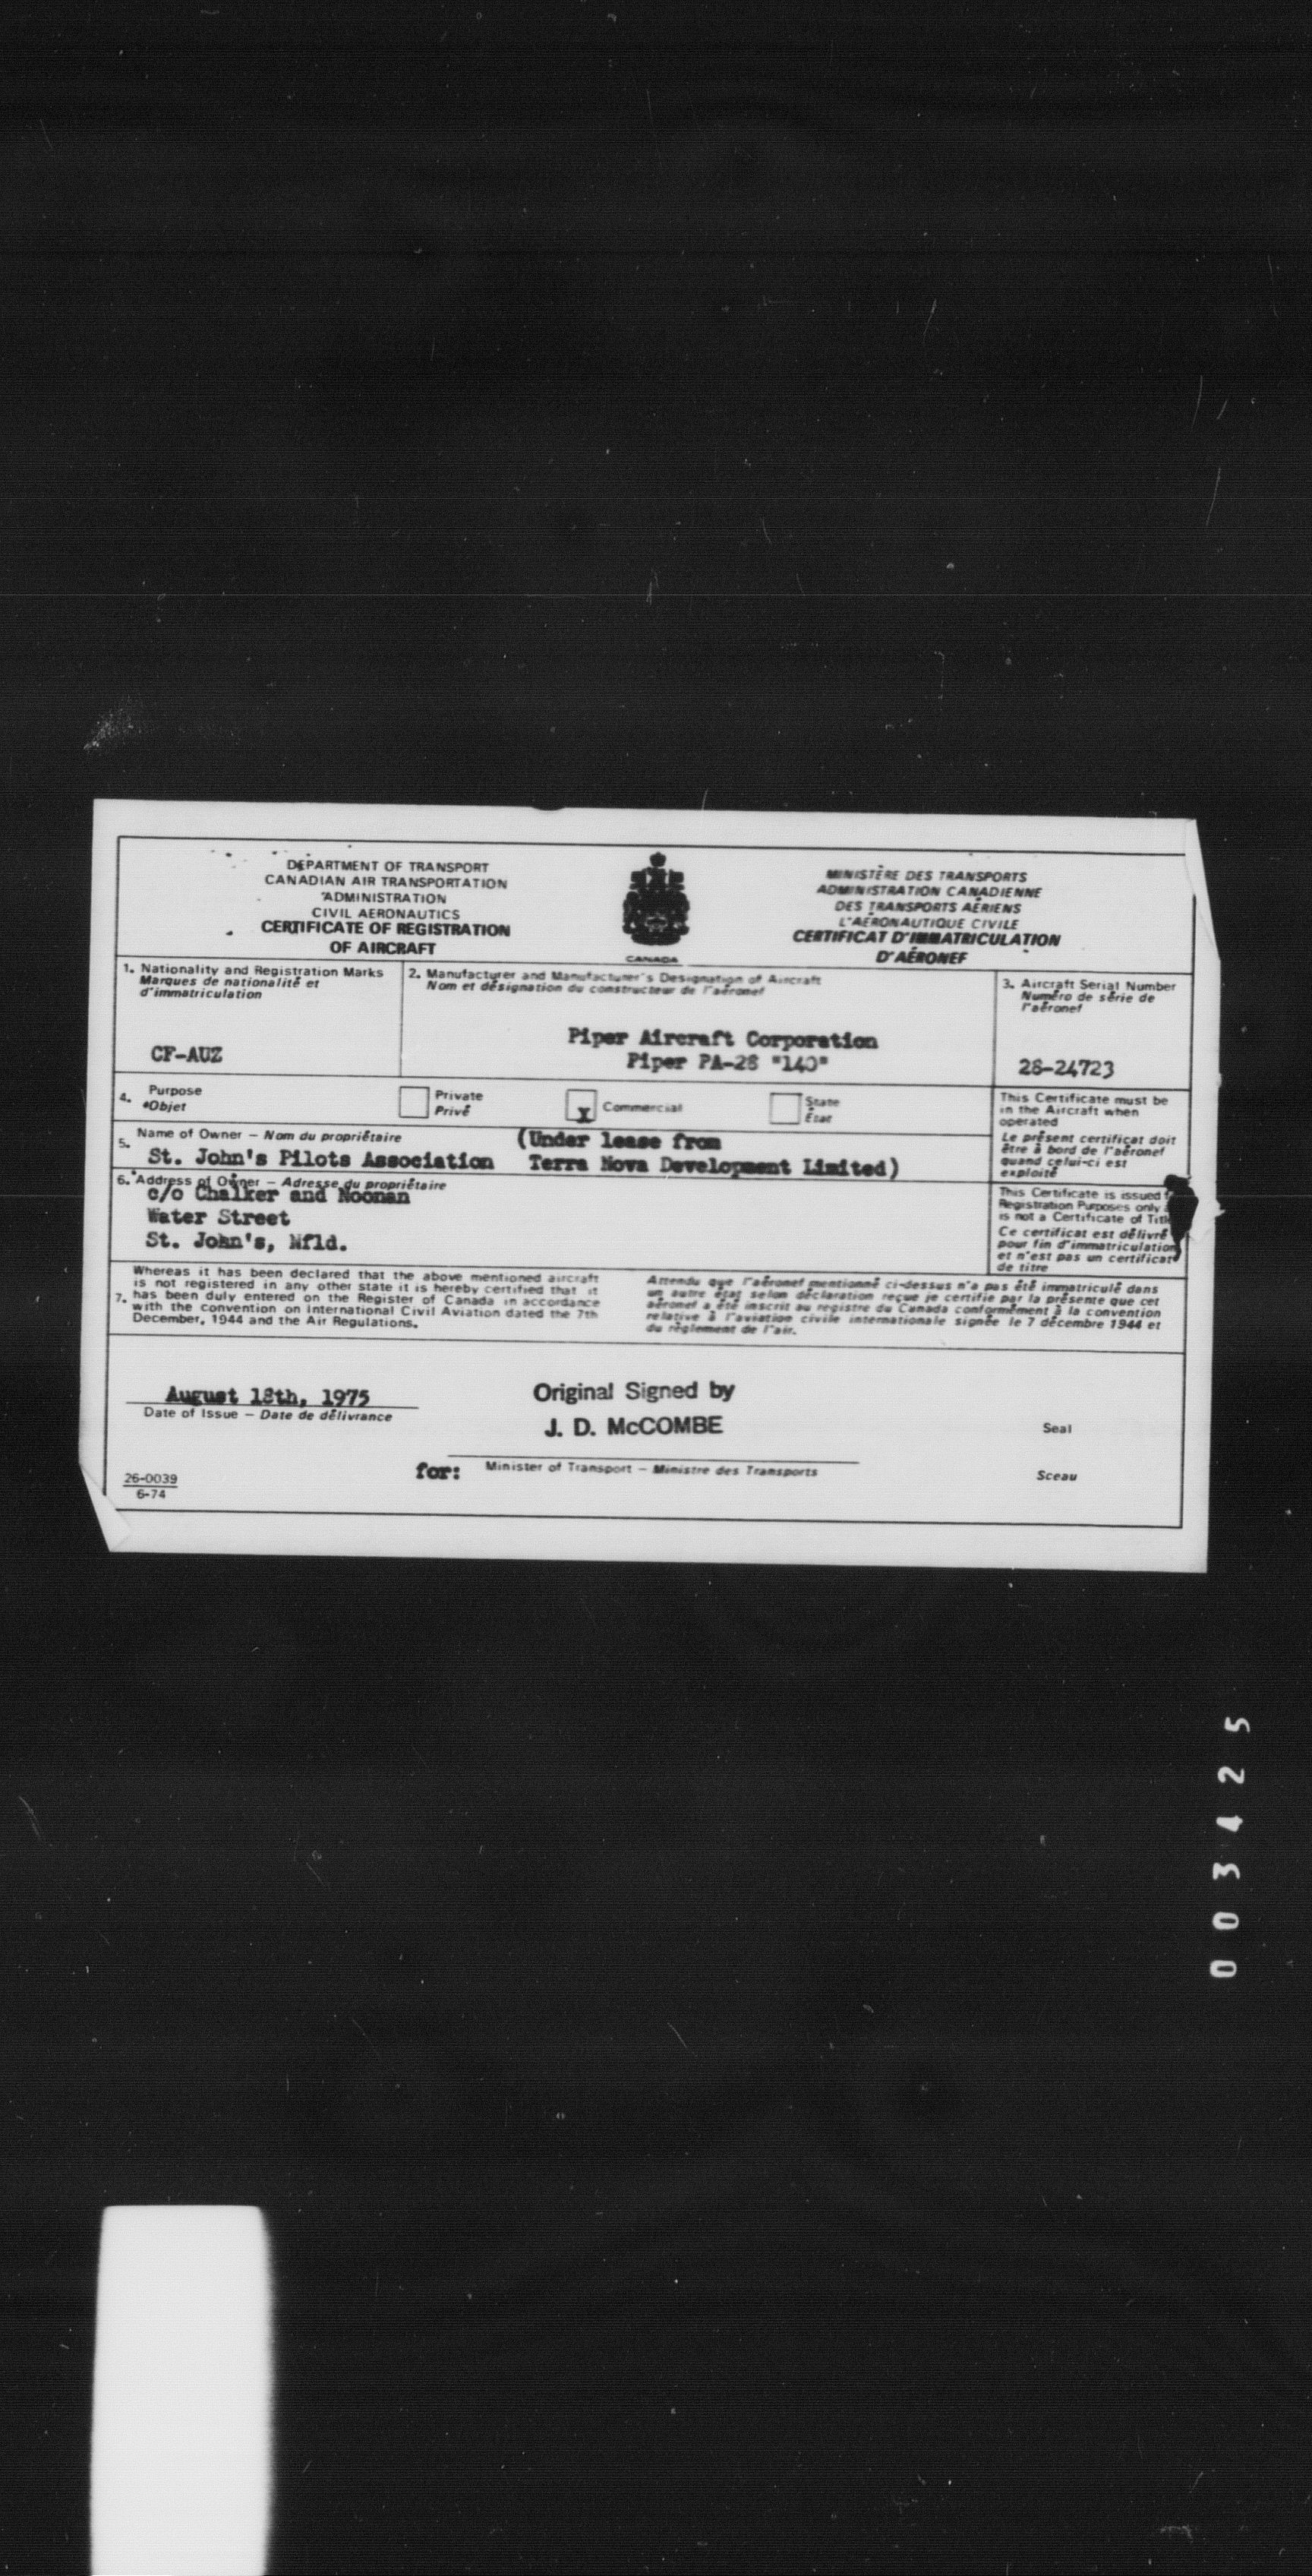 DEPARTMENT OF TRANSPORT
CANADIAN AIR TRANSPORTATION
ADMINISTRATION
CIVIL AERONAUTICS
CERTIFICATE OF REGISTRATION
OF AIRCRAFT
CANADA
MINISTÈRE DES TRANSPORTS
ADMINISTRATION CANADIENNE
DES TRANSPORTS AÉRIENS
L'AÉRONAUTIQUE CIVILE
CERTIFICAT D'IMMATRICULATION
D'AÉRONEF
1. Nationality and Registration Marks
Marques de nationalité et
d'immatriculation
CF-AUZ
2. Manufacturer and Manufacturer's Designation of Aircraft
Nom et désignation du constructeur de l'aéronef
Piper Aircraft Corporation
Piper PA-28 "140"
3. Aircraft Serial Number
Numéro de série de
l'aéronef
28-24723
4. Purpose
*Objet
Private
Privé
X Commercial
State
État
This Certificate must be
in the Aircraft when
operated
Le présent certificat doit
être à bord de l'aéronef
quand celui-ci est
exploité
5. Name of Owner – Nom du propriétaire
St. John's Pilots Association
(Under lease from
Terra Nova Development Limited)
6. Address of Owner – Adresse du propriétaire
c/o Chalker and Noonan
Water Street
St. John's, Nfld.
This Certificate is issued
Registration Purposes only
is not a Certificate of
Ce certificat est délivré
pour fin d'immatriculation
et n'est pas un certificat
de titre
7. Whereas it has been declared that the above mentioned aircraft
is not registered in any other state it is hereby certified that it
has been duly entered on the Register of Canada in accordance
with the convention on International Civil Aviation dated the 7th
December, 1944 and the Air Regulations.
Attendu que l'aéronef mentionné ci-dessus n'a pas été immatriculé dans
un autre état selon déclaration reçue je certifie par la présente que cet
aéronef a été inscrit au registre du Canada conformément à la convention
relative à l'aviation civile internationale signée le 7 décembre 1944 et
du règlement de l'air.
August 18th, 1975
Date of Issue – Date de délivrance
Original Signed by
J. D. McCOMBE
for: Minister of Transport – Ministre des Transports
Seal
Sceau
26-0039
6-74
003425